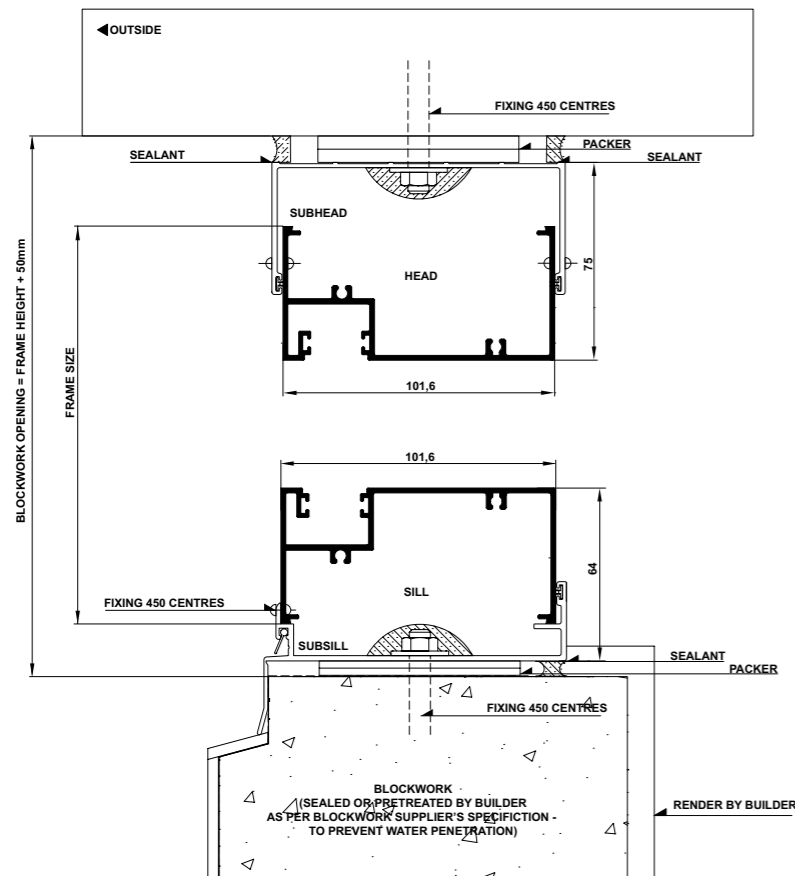 OUTSIDE
FIXING 450 CENTRES
PACKER
SEALANT
SEALANT
SUBHEAD
HEAD
75
BLOCKWORK OPENING = FRAME HEIGHT + 50mm
FRAME SIZE
101,6
101,6
64
SILL
FIXING 450 CENTRES
SUBSILL
SEALANT
PACKER
FIXING 450 CENTRES
BLOCKWORK
(SEALED OR PRETREATED BY BUILDER
AS PER BLOCKWORK SUPPLIER'S SPECIFICTION -
TO PREVENT WATER PENETRATION)
RENDER BY BUILDER